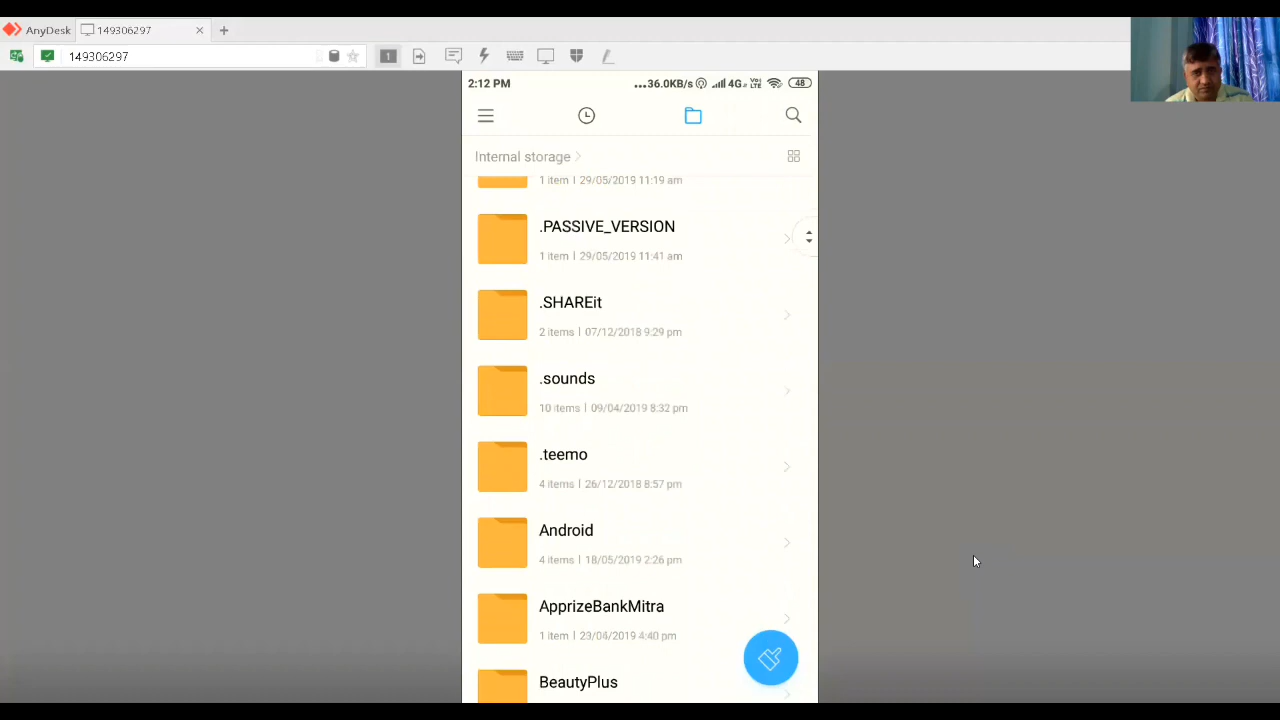 AnyDesk
149306297
149306297
1
2:12 PM
...36.0KB/s 4G Vo) LTE 48
Internal storage
1 item | 29/05/2019 11:19 am
.PASSIVE_VERSION
1 item | 29/05/2019 11:41 am
.SHAREit
2 items | 07/12/2018 9:29 pm
.sounds
10 items | 09/04/2019 8:32 pm
.teemo
4 items | 26/12/2018 8:57 pm
Android
4 items | 18/05/2019 2:26 pm
ApprizeBankMitra
1 item | 23/04/2019 4:40 pm
BeautyPlus